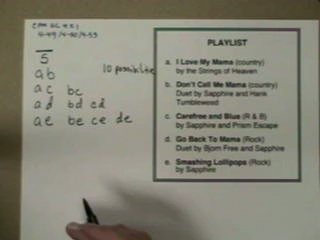 CPM
5
ab
ac bc
ad bd cd
ae be ce de
10 possibilities
PLAYLIST
a. I Love My Mama (country)
by the Strings of Heaven
b. Don't Call Me Mama (country)
Duet by Sapphire and Hank
Tumbleweed
c. Carefree and Blue (R & B)
by Sapphire and Prism Escape
d. Go Back To Mama (Rock)
Duet by Bjorn Free and Sapphire
e. Smashing Lollipops (Rock)
by Sapphire